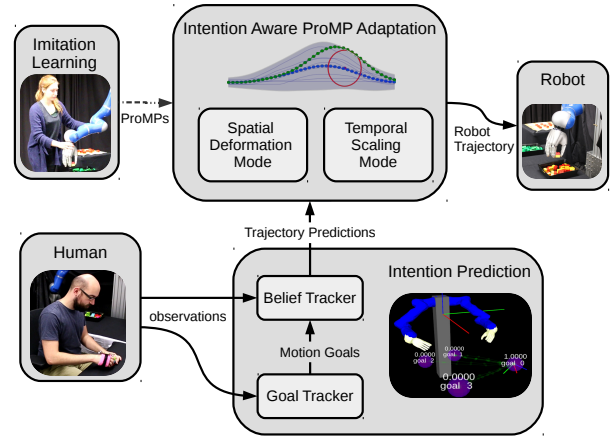 Imitation
Learning
ProMPs
Intention Aware ProMP Adaptation
Spatial
Deformation
Mode
Temporal
Scaling
Mode
Robot
Trajectory
Robot
Trajectory Predictions
Human
observations
Intention Prediction
Belief Tracker
Motion Goals
Goal Tracker
0.0000
goal 2
0.0000
goal 1
1.0000
goal 0
0.0000
goal 3